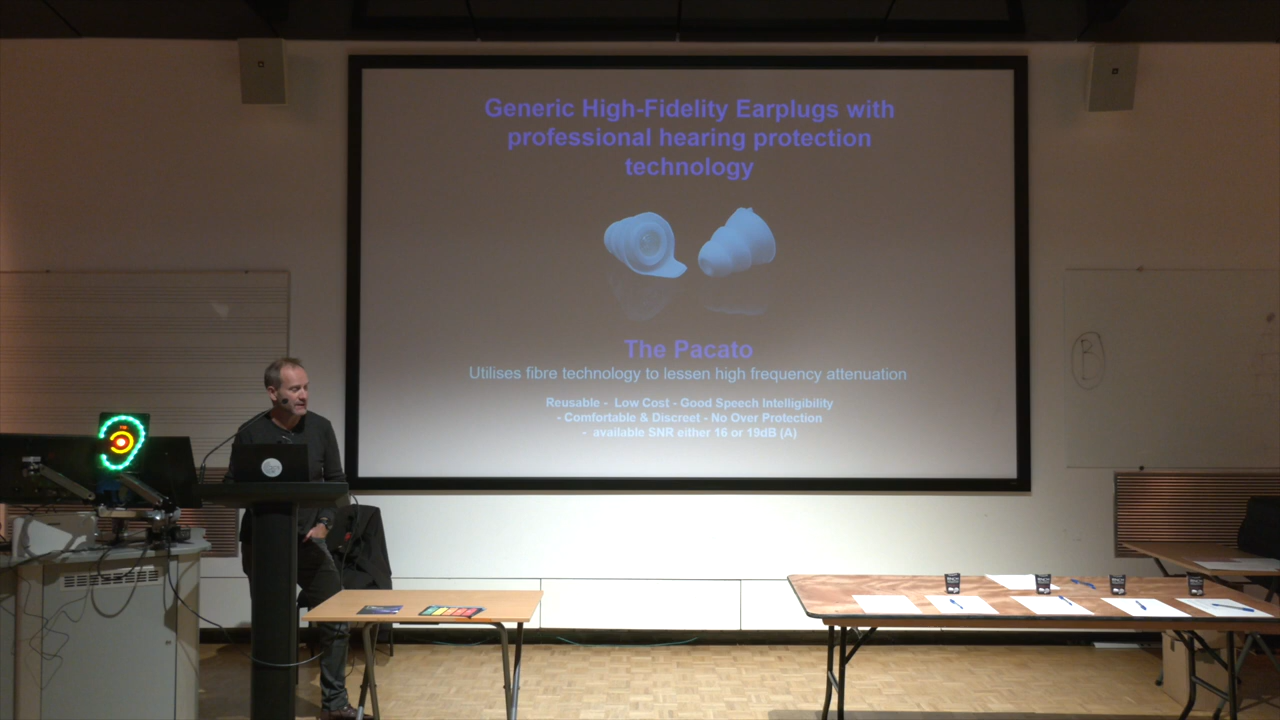 Generic High-Fidelity Earplugs with
professional hearing protection
technology
The Pacato
Utilises fibre technology to lessen high frequency attenuation
Reusable - Low Cost - Good Speech Intelligibility
- Comfortable & Discreet - No Over Protection
- available SNR either 16 or 19dB (A)
B